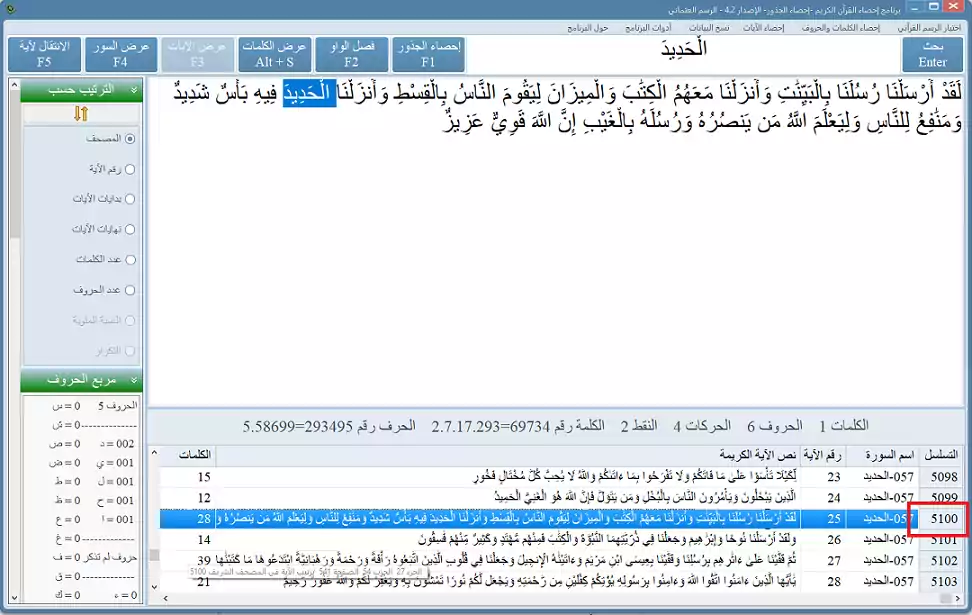 برنامج إحصاء القرآن الكريم -إحصاء الجذور- الإصدار 4.2 - الرسم العثماني
اختيار الرسم القرآني إحصاء الكلمات والحروف إحصاء الآيات نسخ البيانات أدوات البرنامج حول البرنامج
بحث
Enter
الْحَدِيدَ
إحصاء الجذور
F1
فصل الواو
F2
عرض الكلمات
Alt + S
عرض الآيات
F3
عرض السور
F4
الانتقال لآية
F5
لَقَدْ أَرْسَلْنَا رُسُلَنَا بِالْبَيِّنَٰتِ وَأَنزَلْنَا مَعَهُمُ الْكِتَٰبَ وَالْمِيزَانَ لِيَقُومَ النَّاسُ بِالْقِسْطِ وَأَنزَلْنَا الْحَدِيدَ فِيهِ بَأْسٌ شَدِيدٌ
وَمَنَٰفِعُ لِلنَّاسِ وَلِيَعْلَمَ اللَّهُ مَن يَنصُرُهُ وَرُسُلَهُ بِالْغَيْبِ إِنَّ اللَّهَ قَوِيٌّ عَزِيزٌ
الترتيب حسب
المصحف
رقم الآية
بدايات الآيات
نهايات الآيات
عدد الكلمات
عدد الحروف
النسبة المئوية
التكرار
مربع الحروف
الحروف 5 س = 0
------------- ش = 0
د = 002 ص = 0
ي = 001 ض = 0
ل = 001 ط = 0
ح = 001 ظ = 0
ا = 001 ع = 0
------------- غ = 0
حروف لم تذكر ف = 0
------------- ق = 0
ء = 0 ك = 0
الكلمات 1 الحروف 6 الحركات 4 النقط 2 الكلمة رقم 69734=2.7.17.293 الحرف رقم 293495=5.58699
التسلسل اسم السورة رقم الآية نص الآية الكريمة الكلمات
5098 057-الحديد 23 لِّكَيْلَا تَأْسَوْا عَلَىٰ مَا فَاتَكُمْ وَلَا تَفْرَحُوا بِمَا ءَاتَىٰكُمْ وَاللَّهُ لَا يُحِبُّ كُلَّ مُخْتَالٍ فَخُورٍ 15
5099 057-الحديد 24 الَّذِينَ يَبْخَلُونَ وَيَأْمُرُونَ النَّاسَ بِالْبُخْلِ وَمَن يَتَوَلَّ فَإِنَّ اللَّهَ هُوَ الْغَنِيُّ الْحَمِيدُ 12
5100 057-الحديد 25 لَقَدْ أَرْسَلْنَا رُسُلَنَا بِالْبَيِّنَٰتِ وَأَنزَلْنَا مَعَهُمُ الْكِتَٰبَ وَالْمِيزَانَ لِيَقُومَ النَّاسُ بِالْقِسْطِ وَأَنزَلْنَا الْحَدِيدَ فِيهِ بَأْسٌ شَدِيدٌ وَمَنَٰفِعُ لِلنَّاسِ وَلِيَعْلَمَ اللَّهُ مَن يَنصُرُهُ وَ 28
5101 057-الحديد 26 وَلَقَدْ أَرْسَلْنَا نُوحًا وَإِبْرَٰهِيمَ وَجَعَلْنَا فِي ذُرِّيَّتِهِمَا النُّبُوَّةَ وَالْكِتَٰبَ فَمِنْهُم مُّهْتَدٍ وَكَثِيرٌ مِّنْهُمْ فَٰسِقُونَ 14
5102 057-الحديد 27 ثُمَّ قَفَّيْنَا عَلَىٰ ءَاثَٰرِهِم بِرُسُلِنَا وَقَفَّيْنَا بِعِيسَى ابْنِ مَرْيَمَ وَءَاتَيْنَٰهُ الْإِنجِيلَ وَجَعَلْنَا فِي قُلُوبِ الَّذِينَ اتَّبَعُوهُ رَأْفَةً وَرَحْمَةً وَرَهْبَانِيَّةً ابْتَدَعُوهَا مَا كَتَبْنَٰهَا 39
5103 057-الحديد 28 يَٰأَيُّهَا الَّذِينَ ءَامَنُوا اتَّقُوا اللَّهَ وَءَامِنُوا بِرَسُولِهِ يُؤْتِكُمْ كِفْلَيْنِ مِن رَّحْمَتِهِ وَيَجْعَل لَّكُمْ نُورًا تَمْشُونَ بِهِ وَيَغْفِرْ لَكُمْ وَاللَّهُ غَفُورٌ رَّحِيمٌ 21
الجزء 27 الحزب 54 الصفحة 541 ترتيب الآية في المصحف الشريف 5100